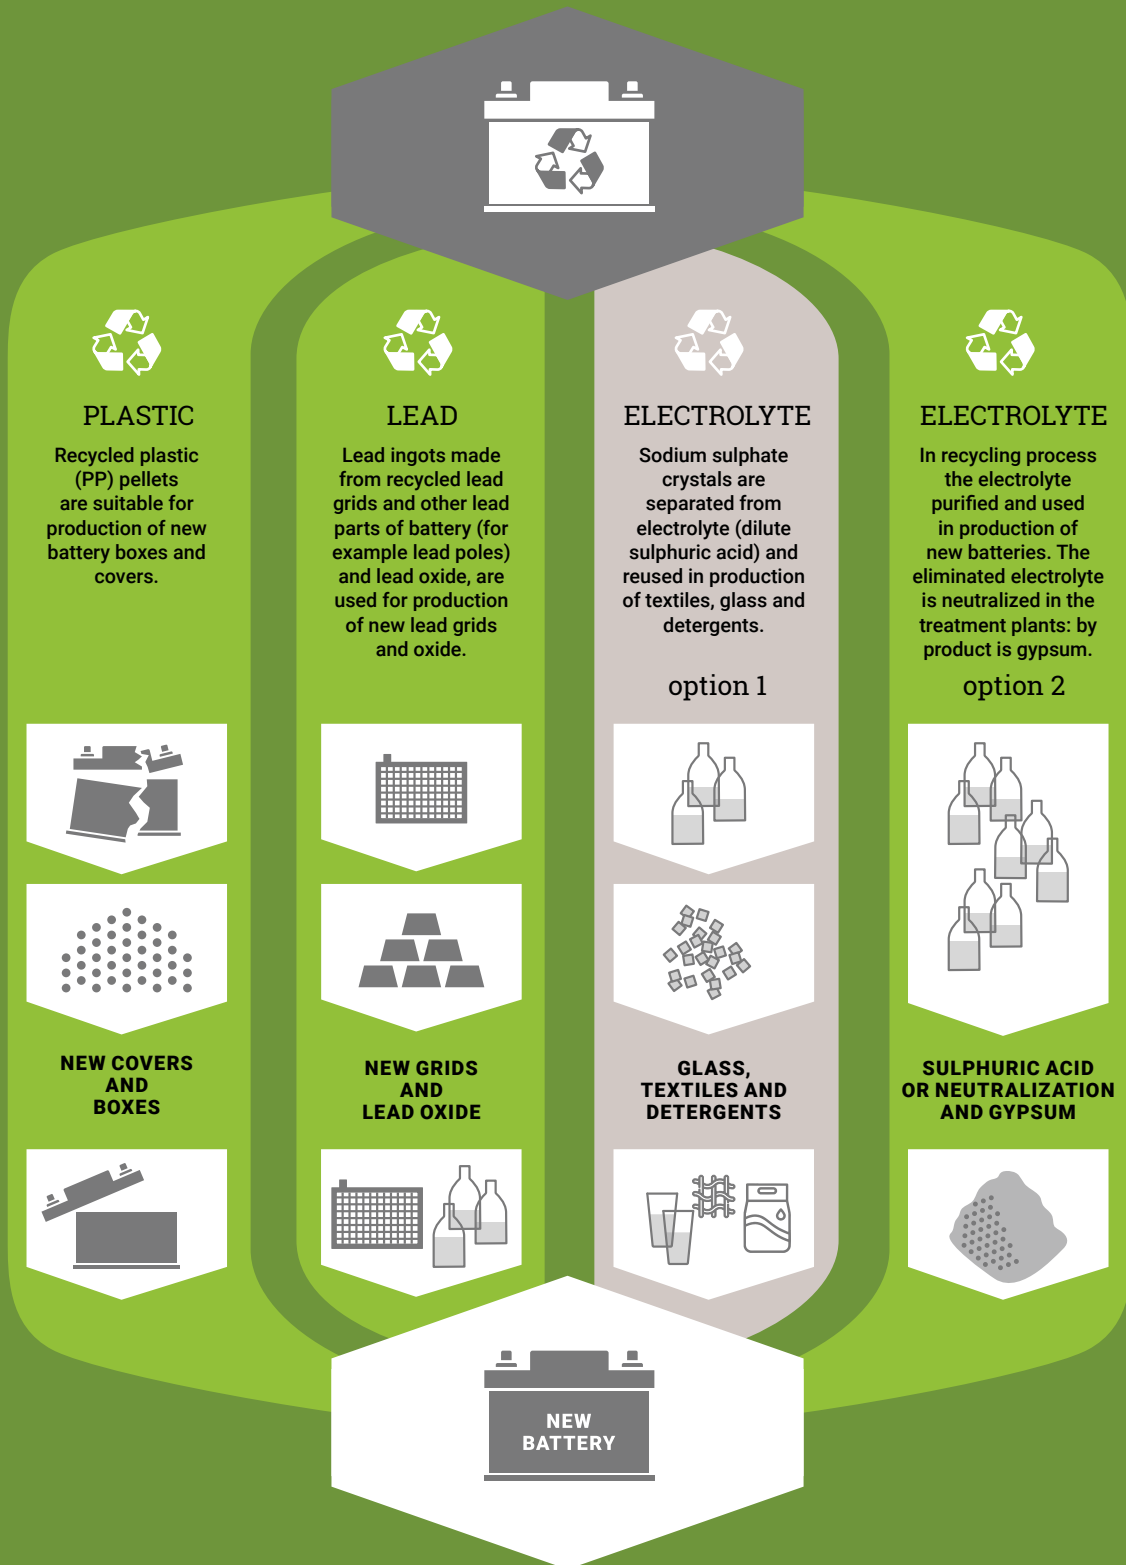 PLASTIC
Recycled plastic
(PP) pellets
are suitable for
production of new
battery boxes and
covers.
LEAD
Lead ingots made
from recycled lead
grids and other lead
parts of battery (for
example lead poles)
and lead oxide, are
used for production
of new lead grids
and oxide.
ELECTROLYTE
Sodium sulphate
crystals are
separated from
electrolyte (dilute
sulphuric acid) and
reused in production
of textiles, glass and
detergents.
option 1
ELECTROLYTE
In recycling process
the electrolyte
purified and used
in production of
new batteries. The
eliminated electrolyte
is neutralized in the
treatment plants: by
product is gypsum.
option 2
NEW COVERS
AND
BOXES
NEW GRIDS
AND
LEAD OXIDE
GLASS,
TEXTILES AND
DETERGENTS
SULPHURIC ACID
OR NEUTRALIZATION
AND GYPSUM
NEW
BATTERY